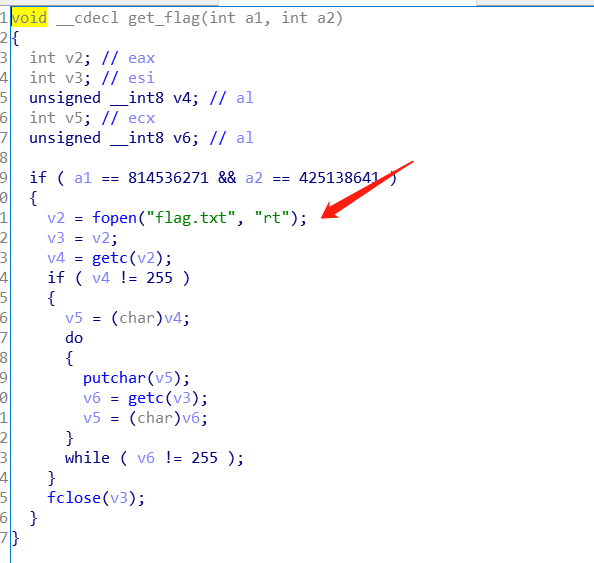 1 void __cdecl get_flag(int a1, int a2)
2 {
3 int v2; // eax
4 int v3; // esi
5 unsigned __int8 v4; // al
6 int v5; // ecx
7 unsigned __int8 v6; // al
8
9 if ( a1 == 814536271 && a2 == 425138641 )
0 {
1 v2 = fopen("flag.txt", "rt");
2 v3 = v2;
3 v4 = getc(v2);
4 if ( v4 != 255 )
5 {
6 v5 = (char)v4;
7 do
8 {
9 putchar(v5);
0 v6 = getc(v3);
1 v5 = (char)v6;
2 }
3 while ( v6 != 255 );
4 }
5 fclose(v3);
6 }
7 }